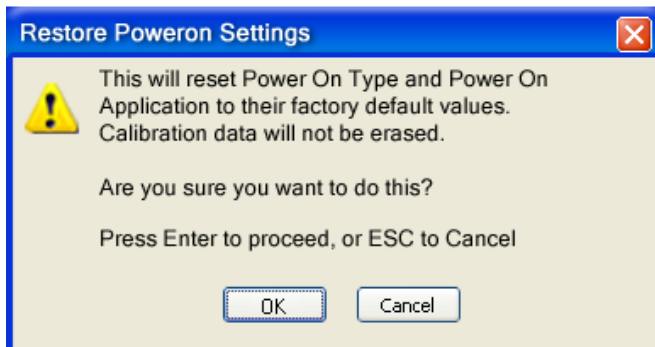 Restore Poweron Settings
This will reset Power On Type and Power On
Application to their factory default values.
Calibration data will not be erased.
Are you sure you want to do this?
Press Enter to proceed, or ESC to Cancel
OK
Cancel